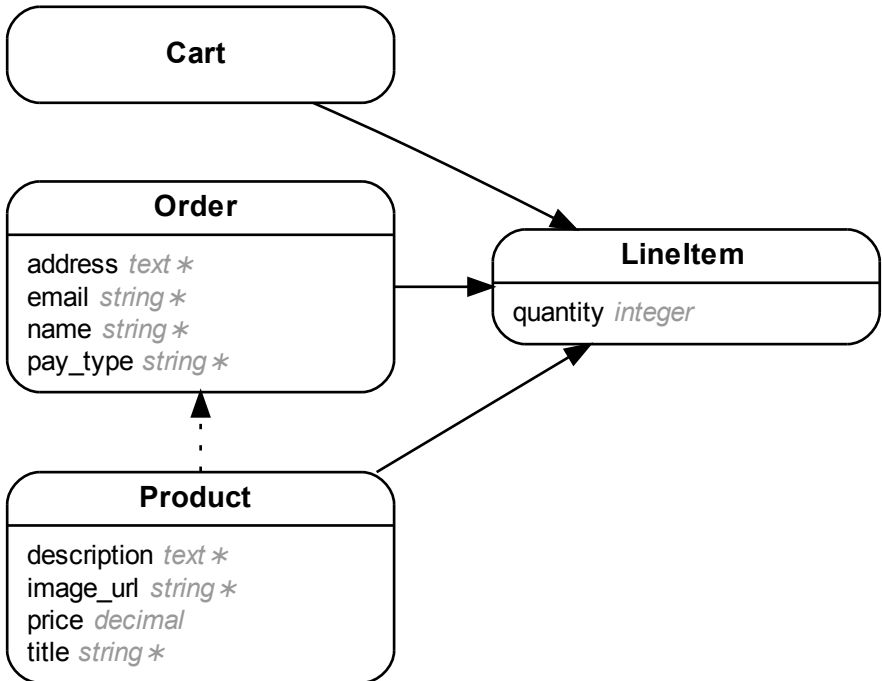 Cart
Order
address text ∗
email string ∗
name string ∗
pay_type string ∗
LineItem
quantity integer
Product
description text ∗
image_url string ∗
price decimal
title string ∗